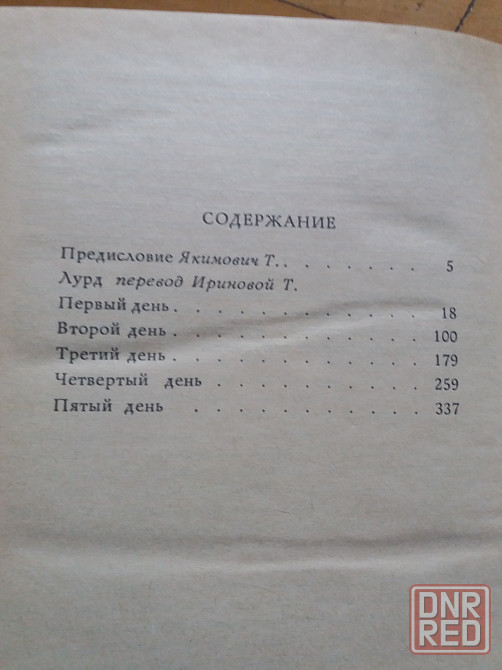 СОДЕРЖАНИЕ
Предисловие Якимович Т. . . . . . . . 5
Лурд перевод Ириновой Т.
Первый день . . . . . . . . . . . . 18
Второй день . . . . . . . . . . . . 100
Третий день . . . . . . . . . . . . 179
Четвертый день . . . . . . . . . . 259
Пятый день . . . . . . . . . . . 337
DNR
RED